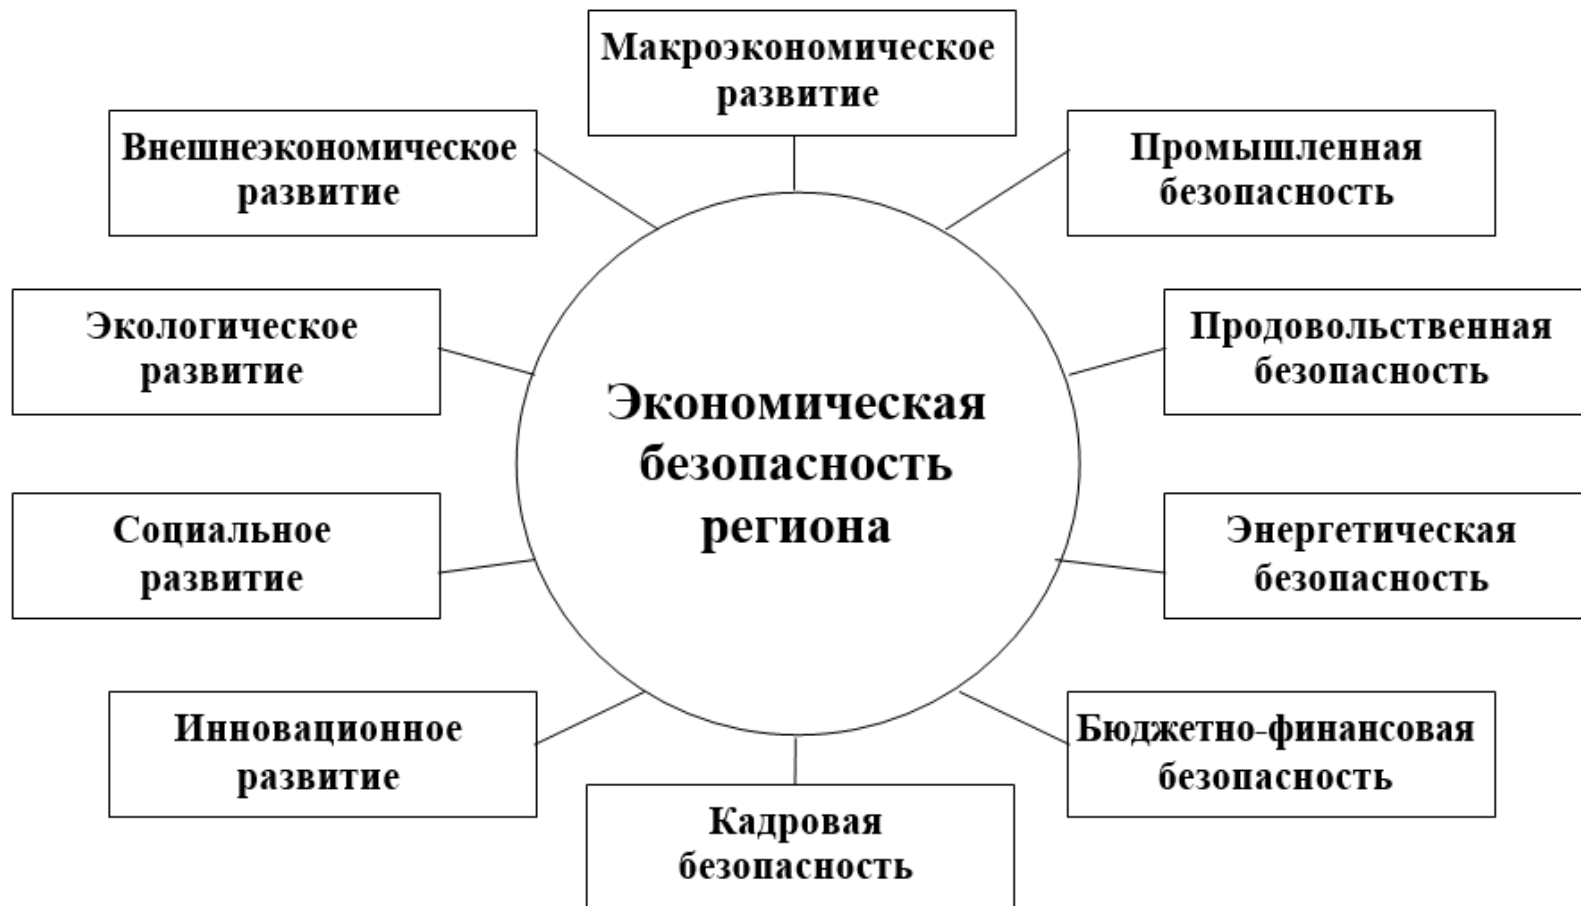 Макроэкономическое
развитие
Внешнеэкономическое
развитие
Промышленная
безопасность
Экологическое
развитие
Продовольственная
безопасность
Экономическая
безопасность
региона
Социальное
развитие
Энергетическая
безопасность
Инновационное
развитие
Бюджетно-финансовая
безопасность
Кадровая
безопасность